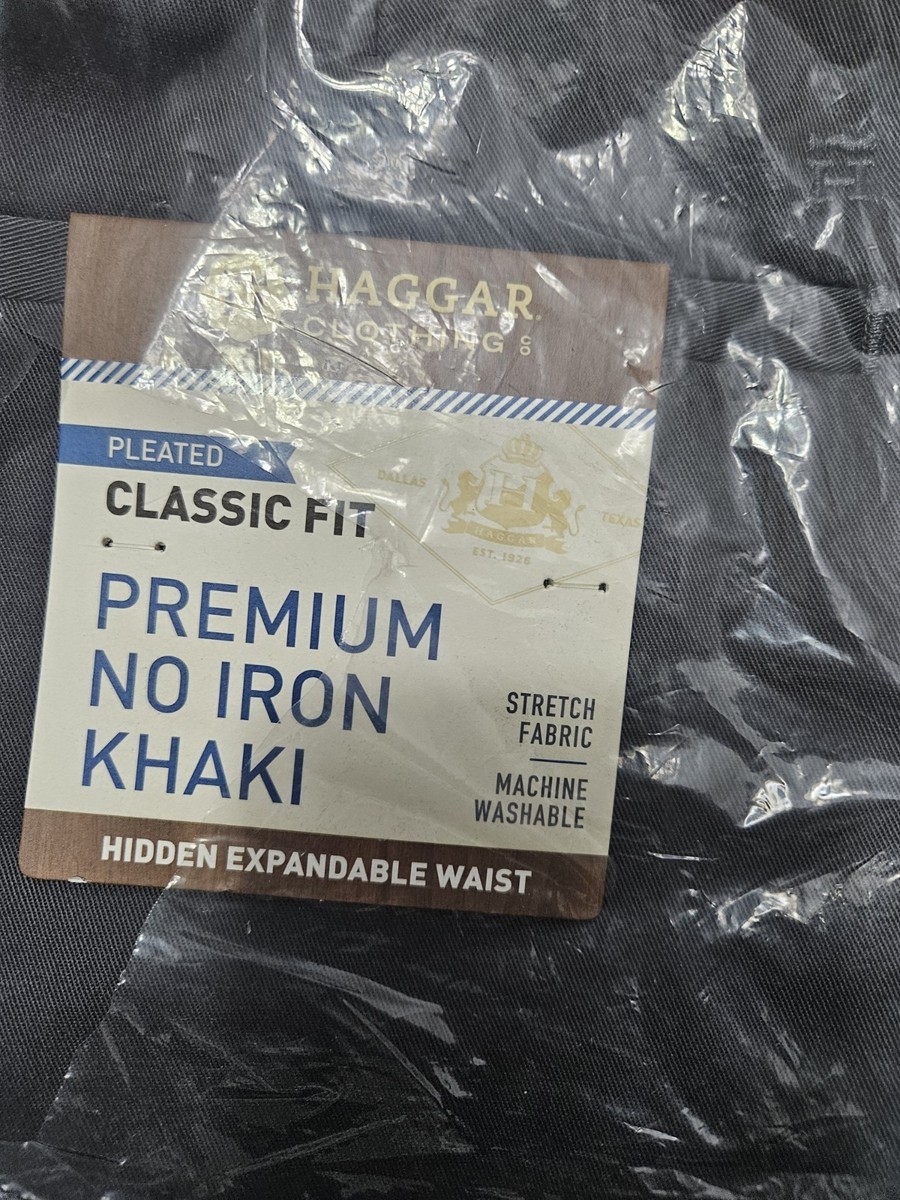 HAGGAR.
CLOTHING CO
PLEATED
CLASSIC FIT
DALLAS
TEXAS
H
HAGGAR
EST. 1926
PREMIUM
NO IRON
KHAKI
STRETCH
FABRIC
MACHINE
WASHABLE
HIDDEN EXPANDABLE WAIST